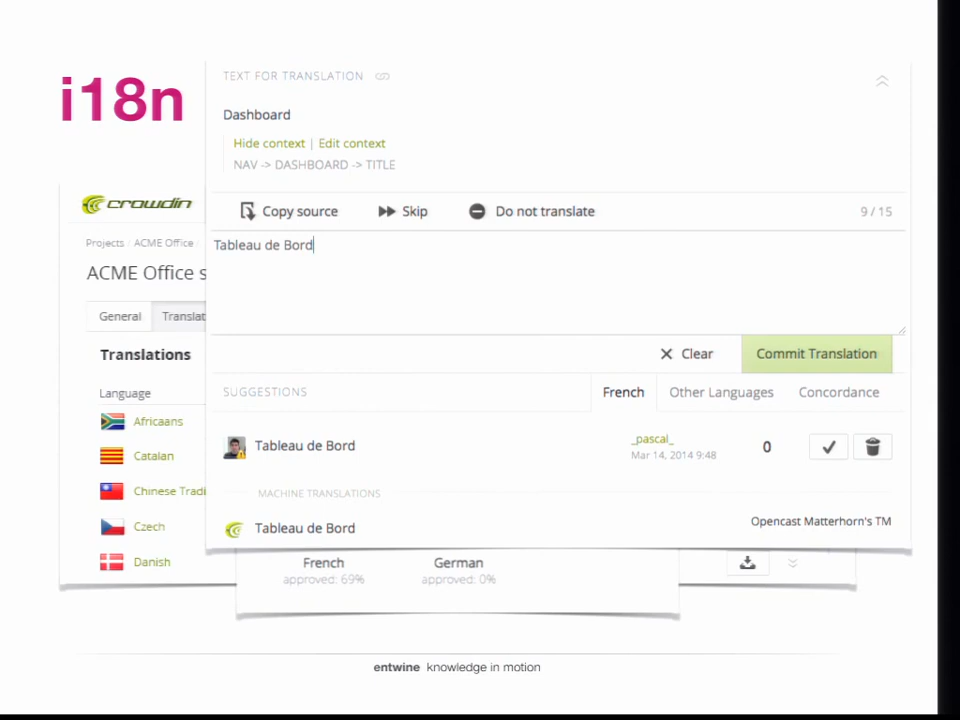 i18n
TEXT FOR TRANSLATION
Dashboard
Hide context | Edit context
NAV -> DASHBOARD -> TITLE
Copy source Skip Do not translate 9 / 15
Tableau de Bord
Clear Commit Translation
SUGGESTIONS French Other Languages Concordance
Tableau de Bord _pascal_ 0
Mar 14, 2014 9:48
MACHINE TRANSLATIONS
Tableau de Bord Opencast Matterhorn's TM
crowdin
Projects / ACME Office /
ACME Office s
General Translat
Translations
Language
Africaans
Catalan
Chinese Tradi
Czech
Danish
French German
approved: 69% approved: 0%
entwine knowledge in motion